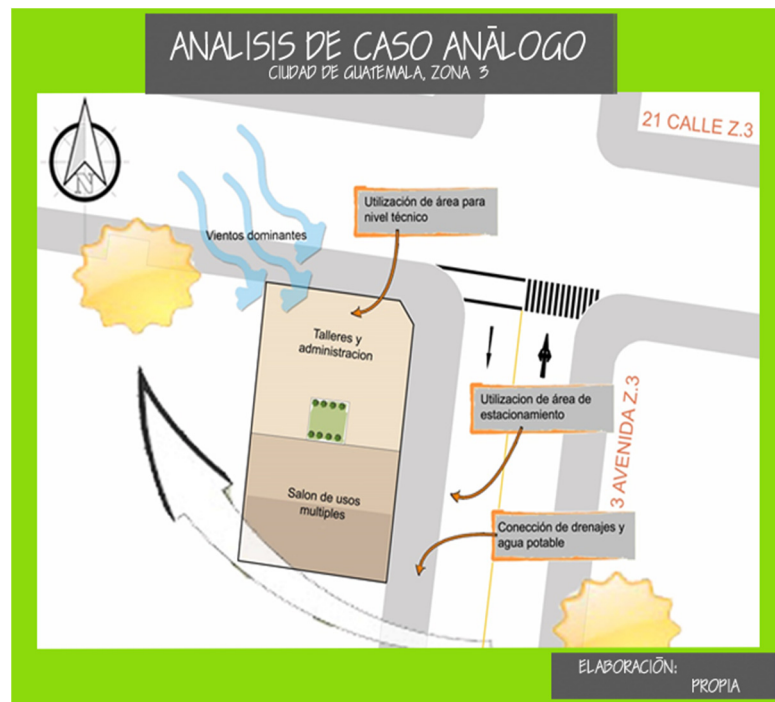 ANALISIS DE CASO ANĀLOGO
CIUDAD DE GUATEMALA, ZONA 3
21 CALLE Z.3
N
Utilización de área para
nivel técnico
Vientos dominantes
Talleres y
administracion
Utilizacion de área de
estacionamiento
3 AVENIDA Z.3
Salon de usos
multiples
Conección de drenajes y
agua potable
ELABORACIÕN:
PROPIA